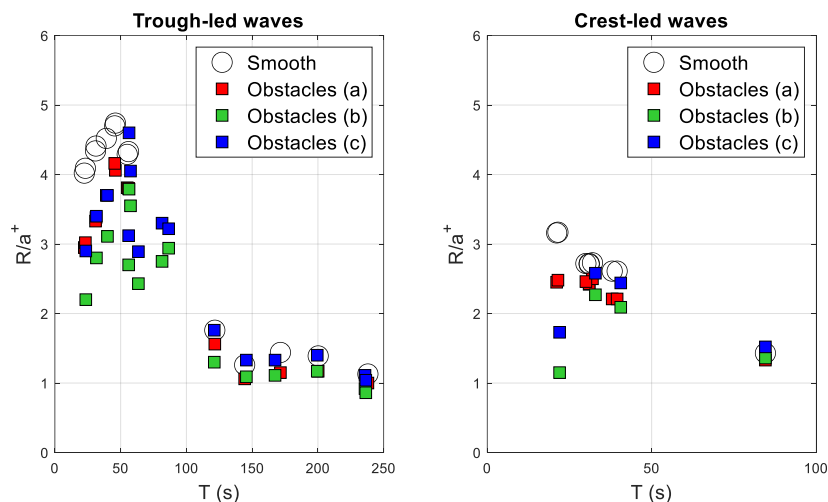 Trough-led waves
6
5
4
3
2
1
0
R/a⁺
0 50 100 150 200 250
T (s)
Smooth
Obstacles (a)
Obstacles (b)
Obstacles (c)
Crest-led waves
6
5
4
3
2
1
0
R/a⁺
0 50 100
T (s)
Smooth
Obstacles (a)
Obstacles (b)
Obstacles (c)